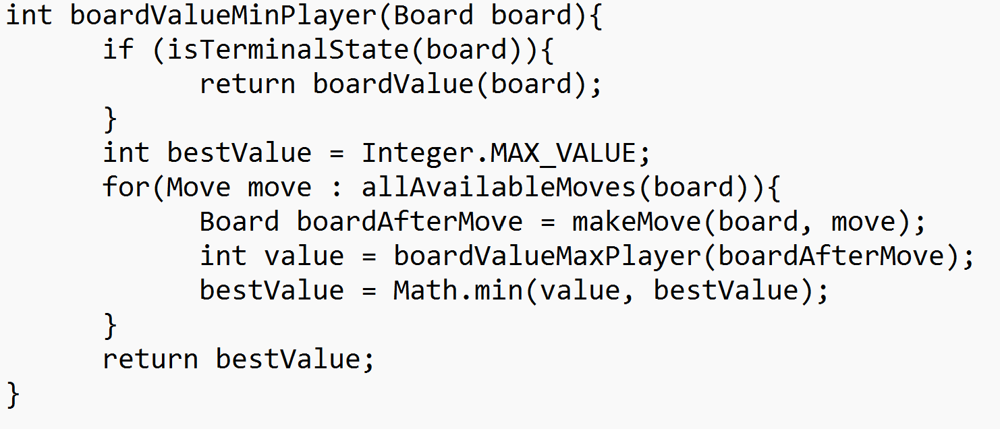 int boardValueMinPlayer(Board board){
      if (isTerminalState(board)){
            return boardValue(board);
      }
      int bestValue = Integer.MAX_VALUE;
      for(Move move : allAvailableMoves(board)){
            Board boardAfterMove = makeMove(board, move);
            int value = boardValueMaxPlayer(boardAfterMove);
            bestValue = Math.min(value, bestValue);
      }
      return bestValue;
}